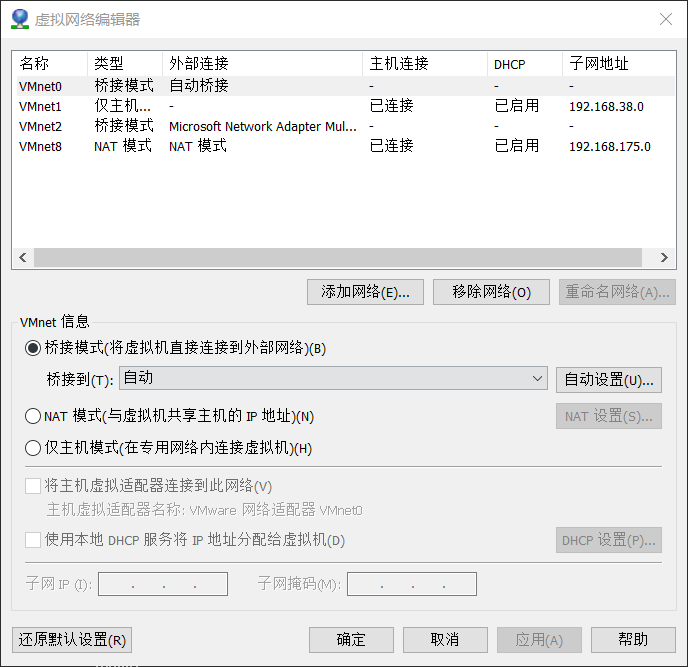 虚拟网络编辑器
名称 类型 外部连接 主机连接 DHCP 子网地址
VMnet0 桥接模式 自动桥接 - - -
VMnet1 仅主机... - 已连接 已启用 192.168.38.0
VMnet2 桥接模式 Microsoft Network Adapter Mul... - - -
VMnet8 NAT 模式 NAT 模式 已连接 已启用 192.168.175.0
添加网络(E)... 移除网络(O) 重命名网络(A)...
VMnet 信息
桥接模式(将虚拟机直接连接到外部网络)(B)
桥接到(T): 自动 自动设置(U)...
NAT 模式(与虚拟机共享主机的 IP 地址)(N) NAT 设置(S)...
仅主机模式(在专用网络内连接虚拟机)(H)
将主机虚拟适配器连接到此网络(V)
主机虚拟适配器名称: VMware 网络适配器 VMnet0
使用本地 DHCP 服务将 IP 地址分配给虚拟机(D) DHCP 设置(P)...
子网 IP (I): . . . 子网掩码(M): . . .
还原默认设置(R) 确定 取消 应用(A) 帮助